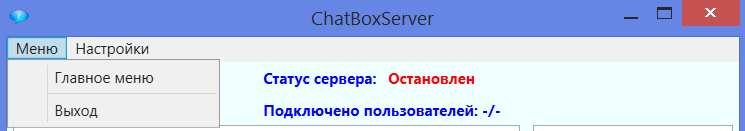 ChatBoxServer
Меню Настройки
Главное меню
Статус сервера: Остановлен
Выход
Подключено пользователей: -/-